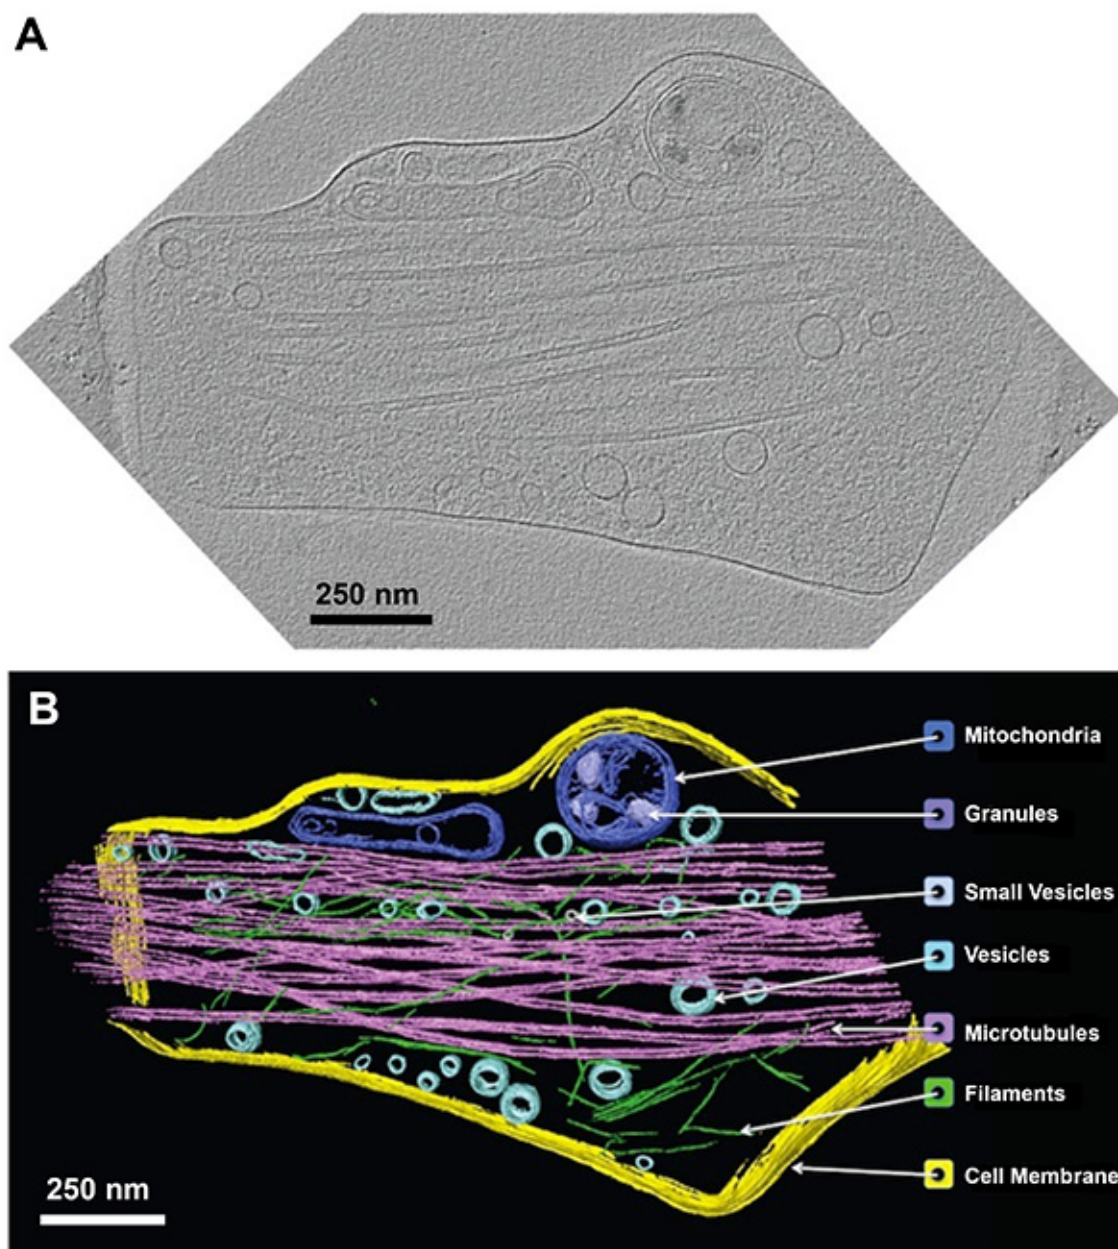 A
250 nm
B
Mitochondria
Granules
Small Vesicles
Vesicles
Microtubules
Filaments
Cell Membrane
250 nm